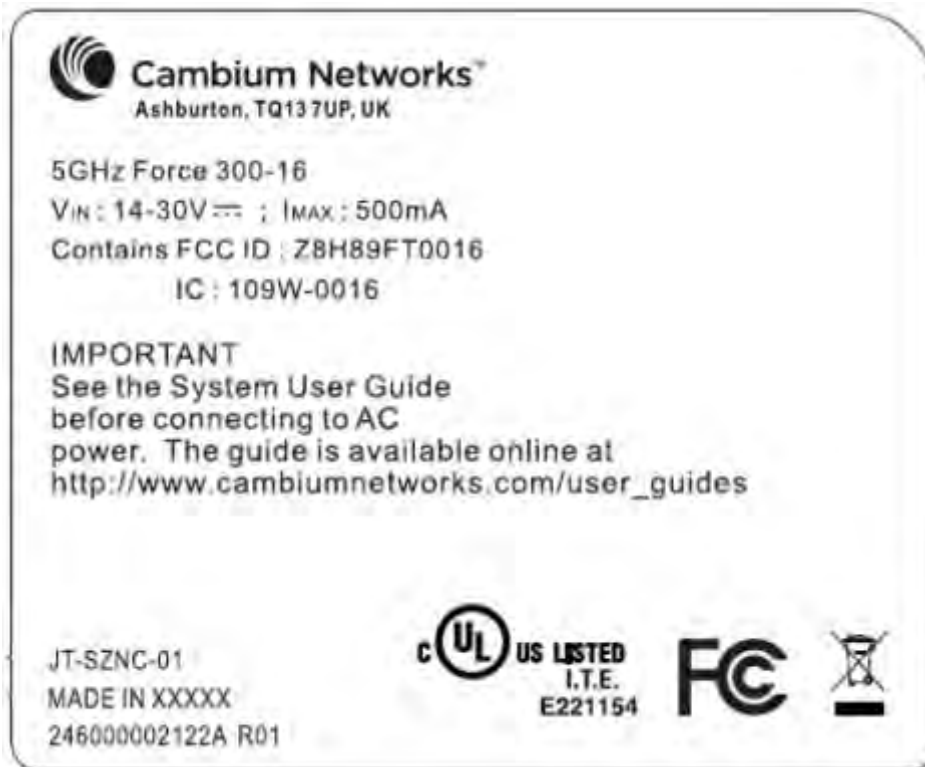 Cambium Networks™
Ashburton, TQ13 7UP, UK
5GHz Force 300-16
VIN : 14-30V ⎓ ; IMAX : 500mA
Contains FCC ID : Z8H89FT0016
IC : 109W-0016
IMPORTANT
See the System User Guide
before connecting to AC
power. The guide is available online at
http://www.cambiumnetworks.com/user_guides
JT-SZNC-01
MADE IN XXXXX
246000002122A R01
C UL US LISTED
I.T.E.
E221154
FC